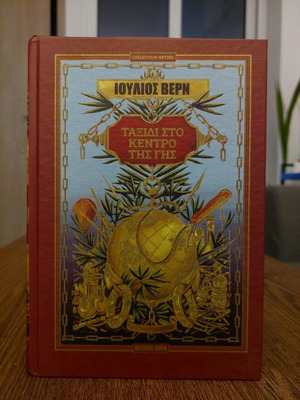 COLLECTION HETZEL
ΙΟΥΛΙΟΣ ΒΕΡΝ
ΤΑΞΙΔΙ ΣΤΟ
ΚΕΝΤΡΟ
ΤΗΣ ΓΗΣ